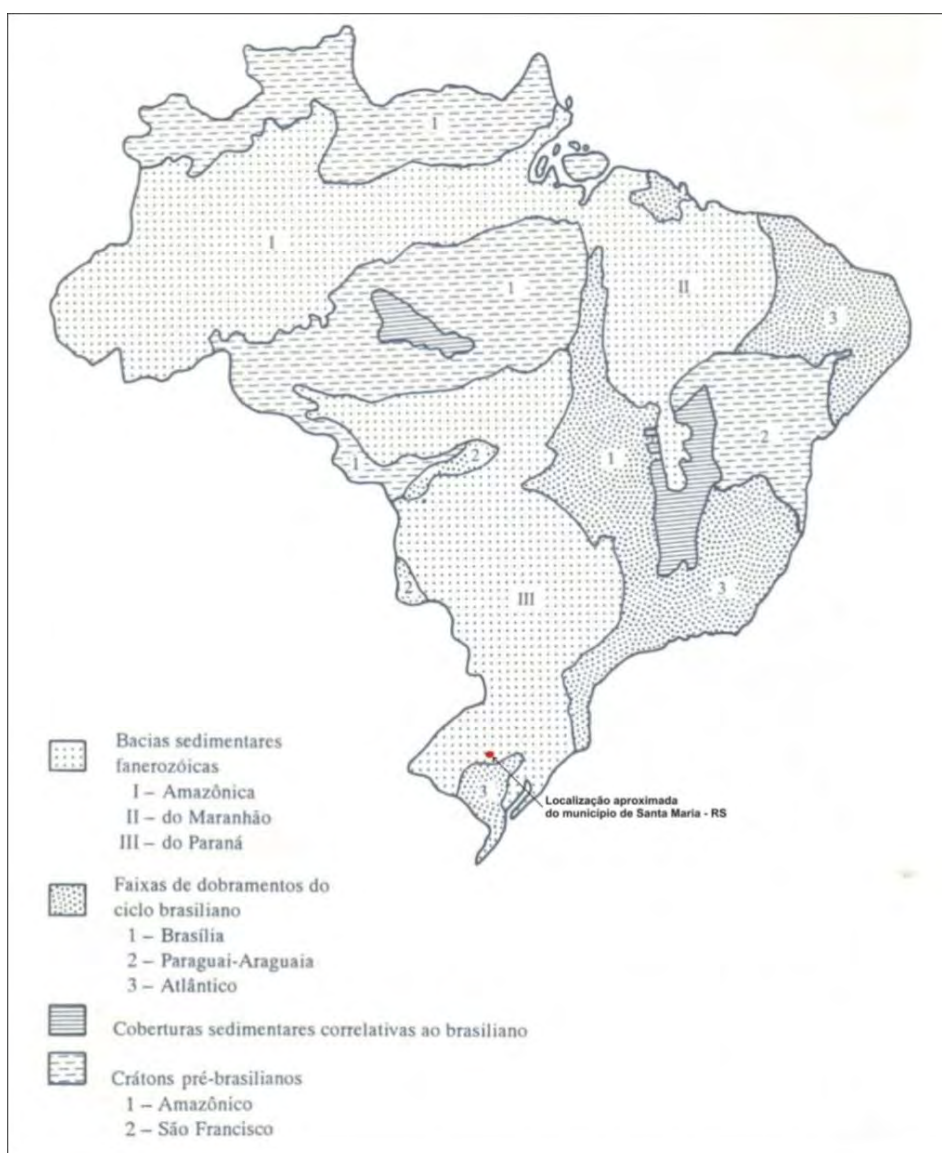 I
I
1
II
3
1
2
1
2
1
3
2
III
3
Localização aproximada
do município de Santa Maria - RS
Bacias sedimentares
fanerozóicas
I – Amazônica
II – do Maranhão
III – do Paraná
Faixas de dobramentos do
ciclo brasiliano
1 – Brasília
2 – Paraguai-Araguaia
3 – Atlântico
Coberturas sedimentares correlativas ao brasiliano
Crátons pré-brasilianos
1 – Amazônico
2 – São Francisco